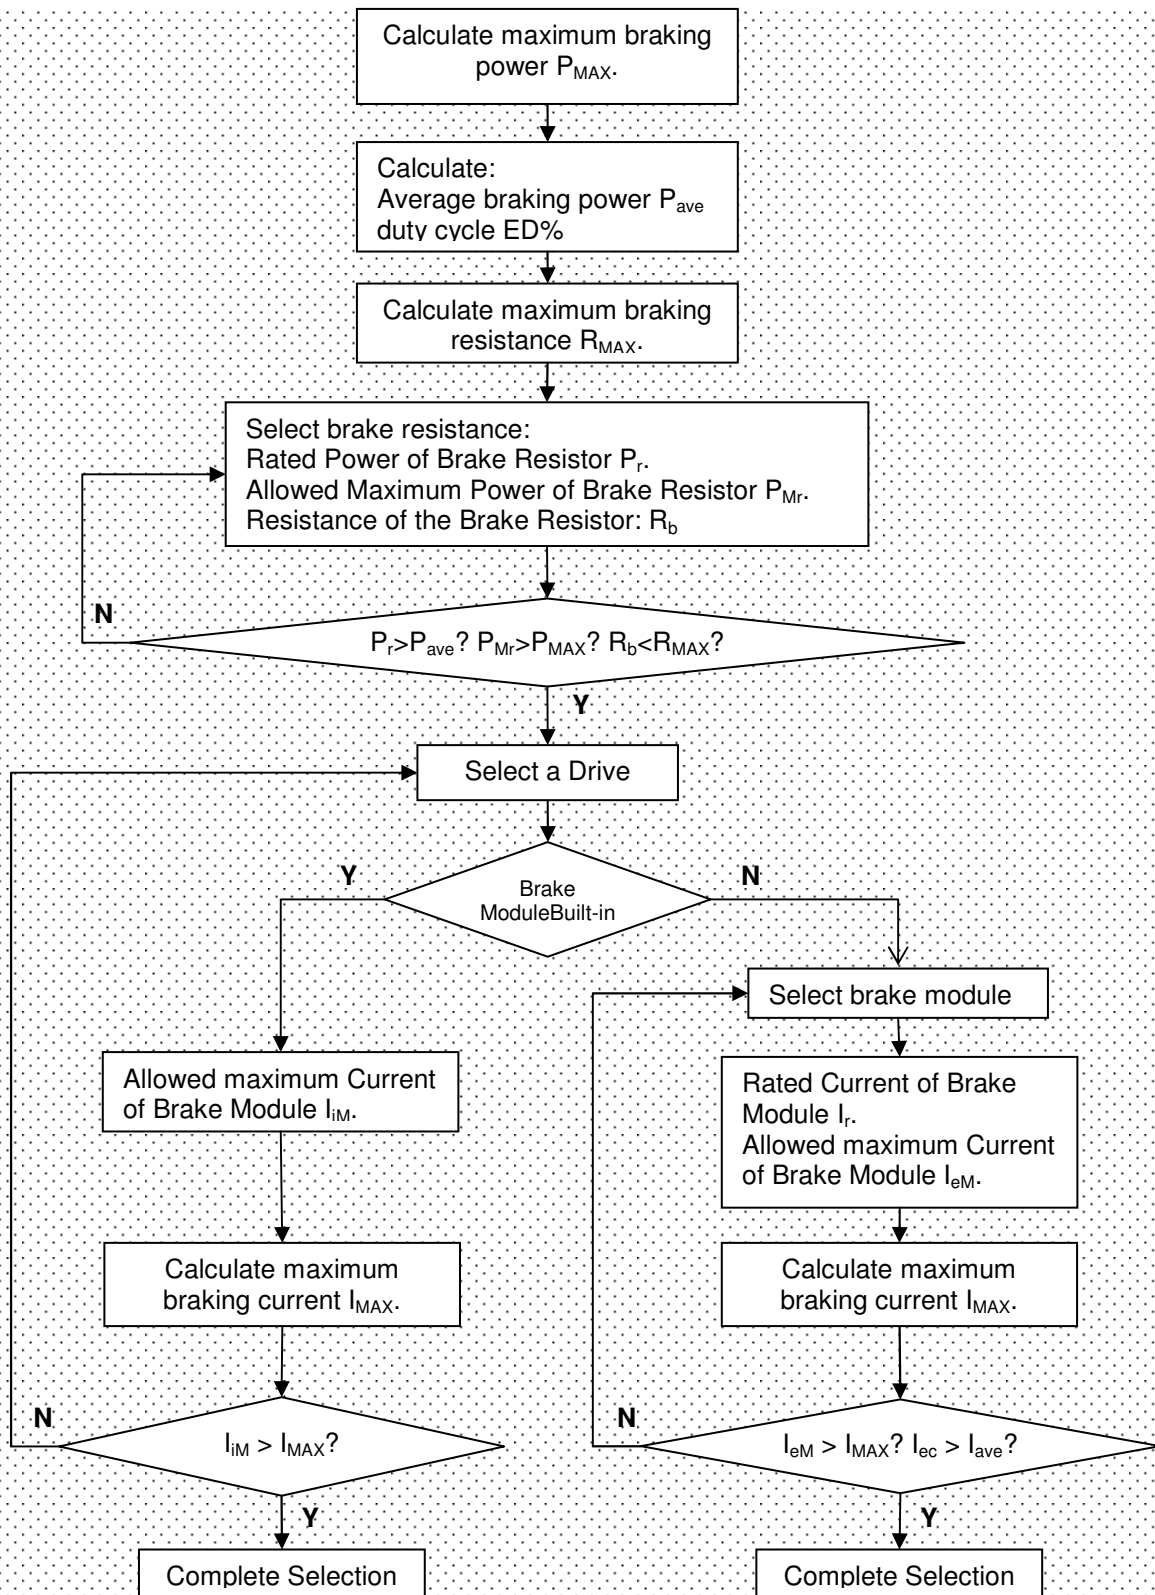 Calculate maximum braking
power PMAX.
Calculate:
Average braking power Pave
duty cycle ED%
Calculate maximum braking
resistance RMAX.
Select brake resistance:
Rated Power of Brake Resistor Pr.
Allowed Maximum Power of Brake Resistor PMr.
Resistance of the Brake Resistor: Rb
N
Pr>Pave? PMr>PMAX? Rb<RMAX?
Y
Select a Drive
Y
Brake
ModuleBuilt-in
N
Select brake module
Allowed maximum Current
of Brake Module IiM.
Rated Current of Brake
Module Ir.
Allowed maximum Current
of Brake Module IeM.
Calculate maximum
braking current IMAX.
Calculate maximum
braking current IMAX.
N
IiM > IMAX?
Y
N
IeM > IMAX? Iec > Iave?
Y
Complete Selection
Complete Selection